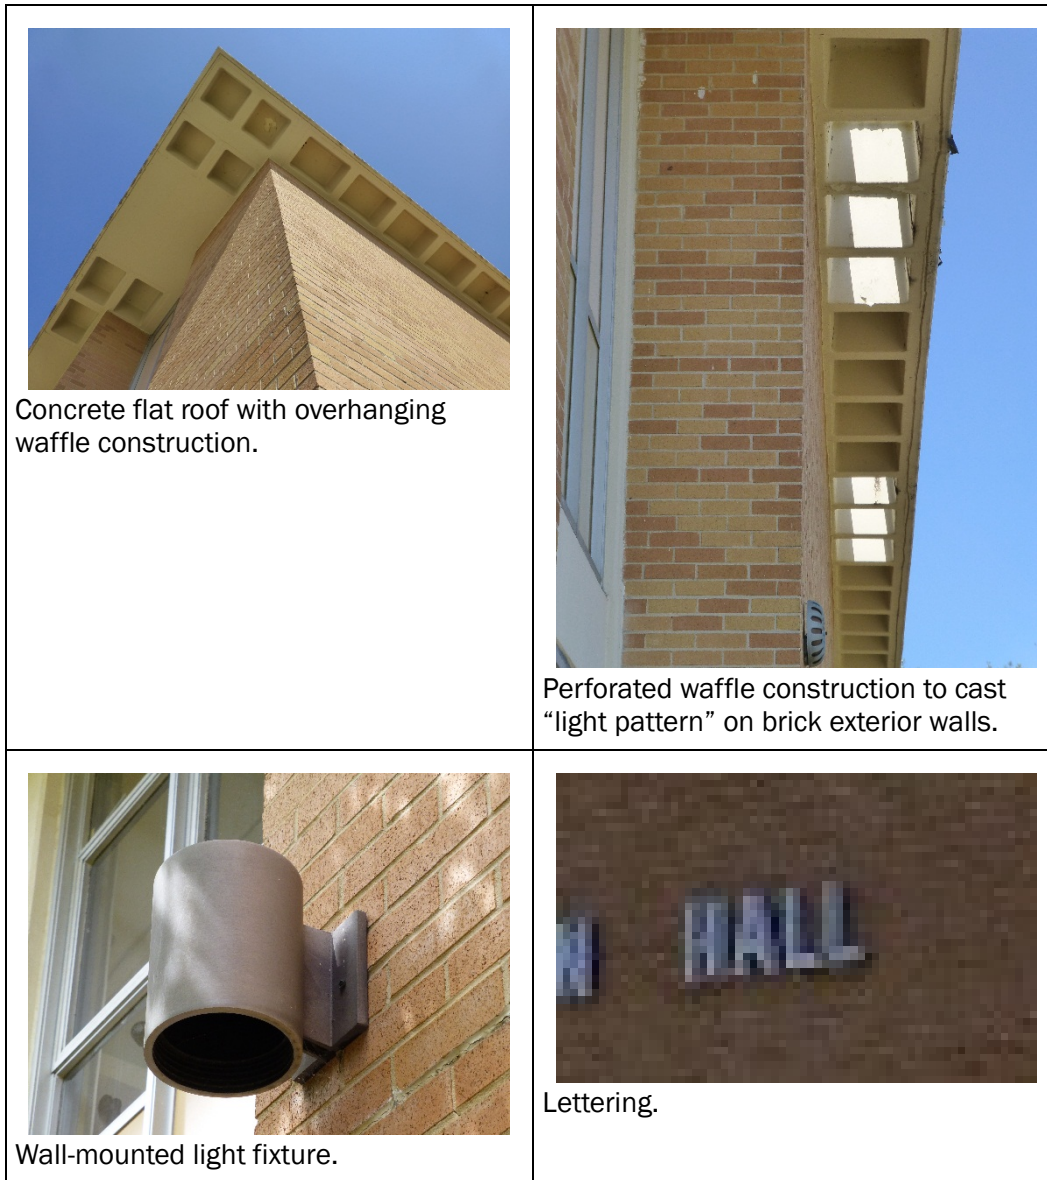 Concrete flat roof with overhanging
waffle construction.
Perforated waffle construction to cast
“light pattern” on brick exterior walls.
Wall-mounted light fixture.
HALL
Lettering.